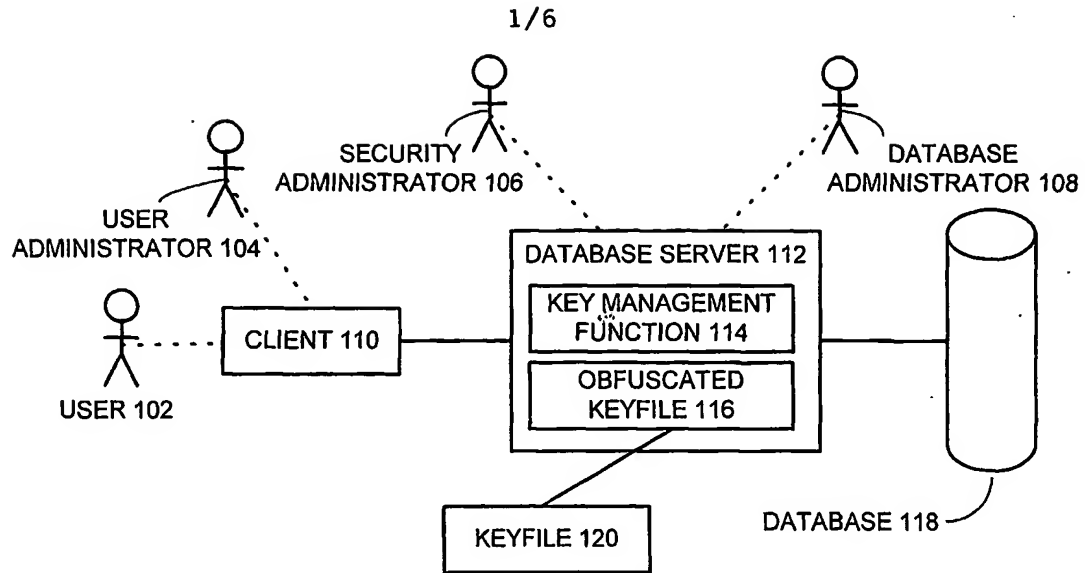 1/6
SECURITY
ADMINISTRATOR 106
DATABASE
ADMINISTRATOR 108
USER
ADMINISTRATOR 104
DATABASE SERVER 112
KEY MANAGEMENT
FUNCTION 114
CLIENT 110
OBFUSCATED
KEYFILE 116
USER 102
DATABASE 118
KEYFILE 120